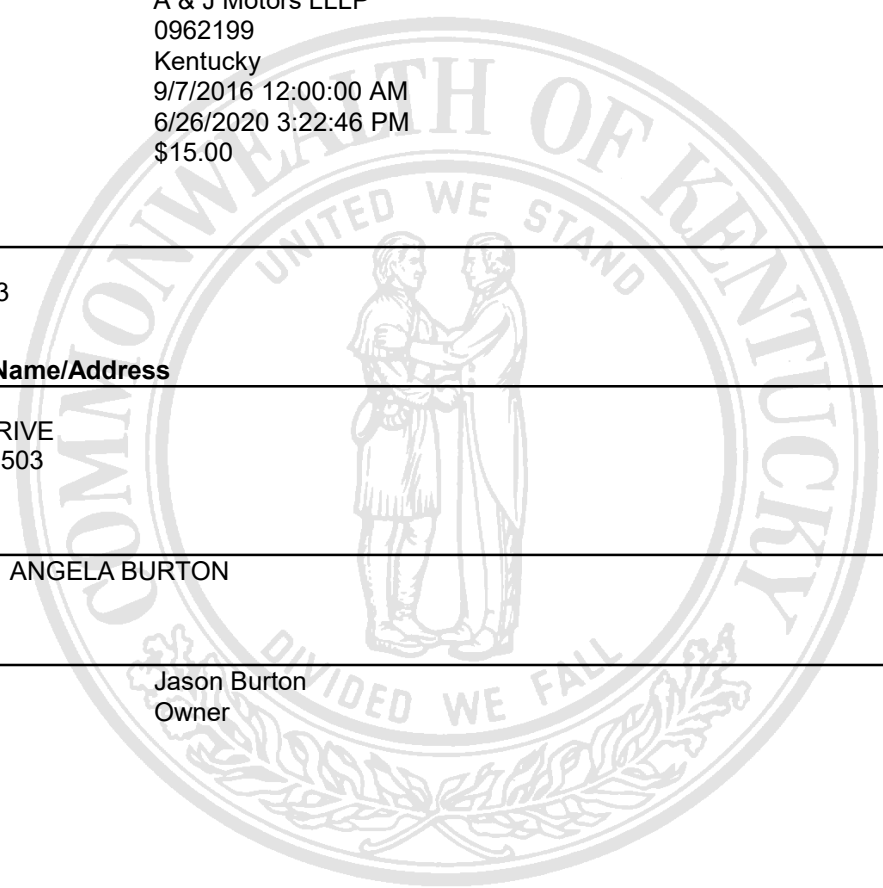 A & J Motors LLLP
0962199
Kentucky
9/7/2016 12:00:00 AM
6/26/2020 3:22:46 PM
$15.00
3
Name/Address
RIVE
503
ANGELA BURTON
Jason Burton
Owner
COMMONWEALTH OF KENTUCKY
UNITED WE STAND
DIVIDED WE FALL